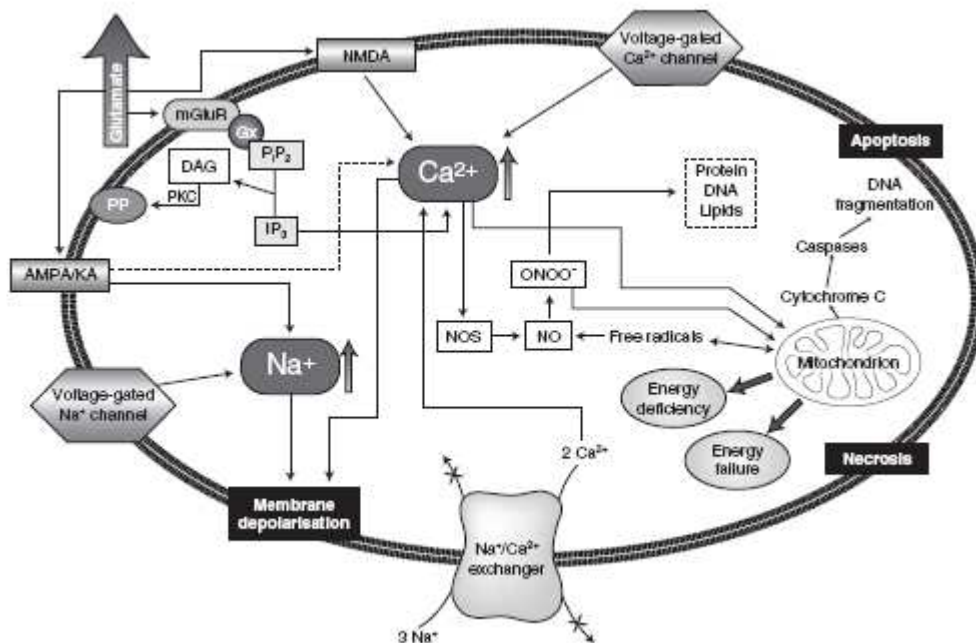 Glutamate
NMDA
Voltage-gated
Ca²⁺ channel
mGluR
Gx
PᵢP₂
DAG
PKC
PP
IP₃
Ca²⁺
Apoptosis
Protein
DNA
Lipids
DNA
fragmentation
Caspases
Cytochrome C
AMPA/KA
ONOO⁻
NOS
NO
Free radicals
Mitochondrion
Na⁺
Voltage-gated
Na⁺ channel
Energy
deficiency
Energy
failure
Necrosis
2 Ca²⁺
Membrane
depolarisation
Na⁺/Ca²⁺
exchanger
3 Na⁺